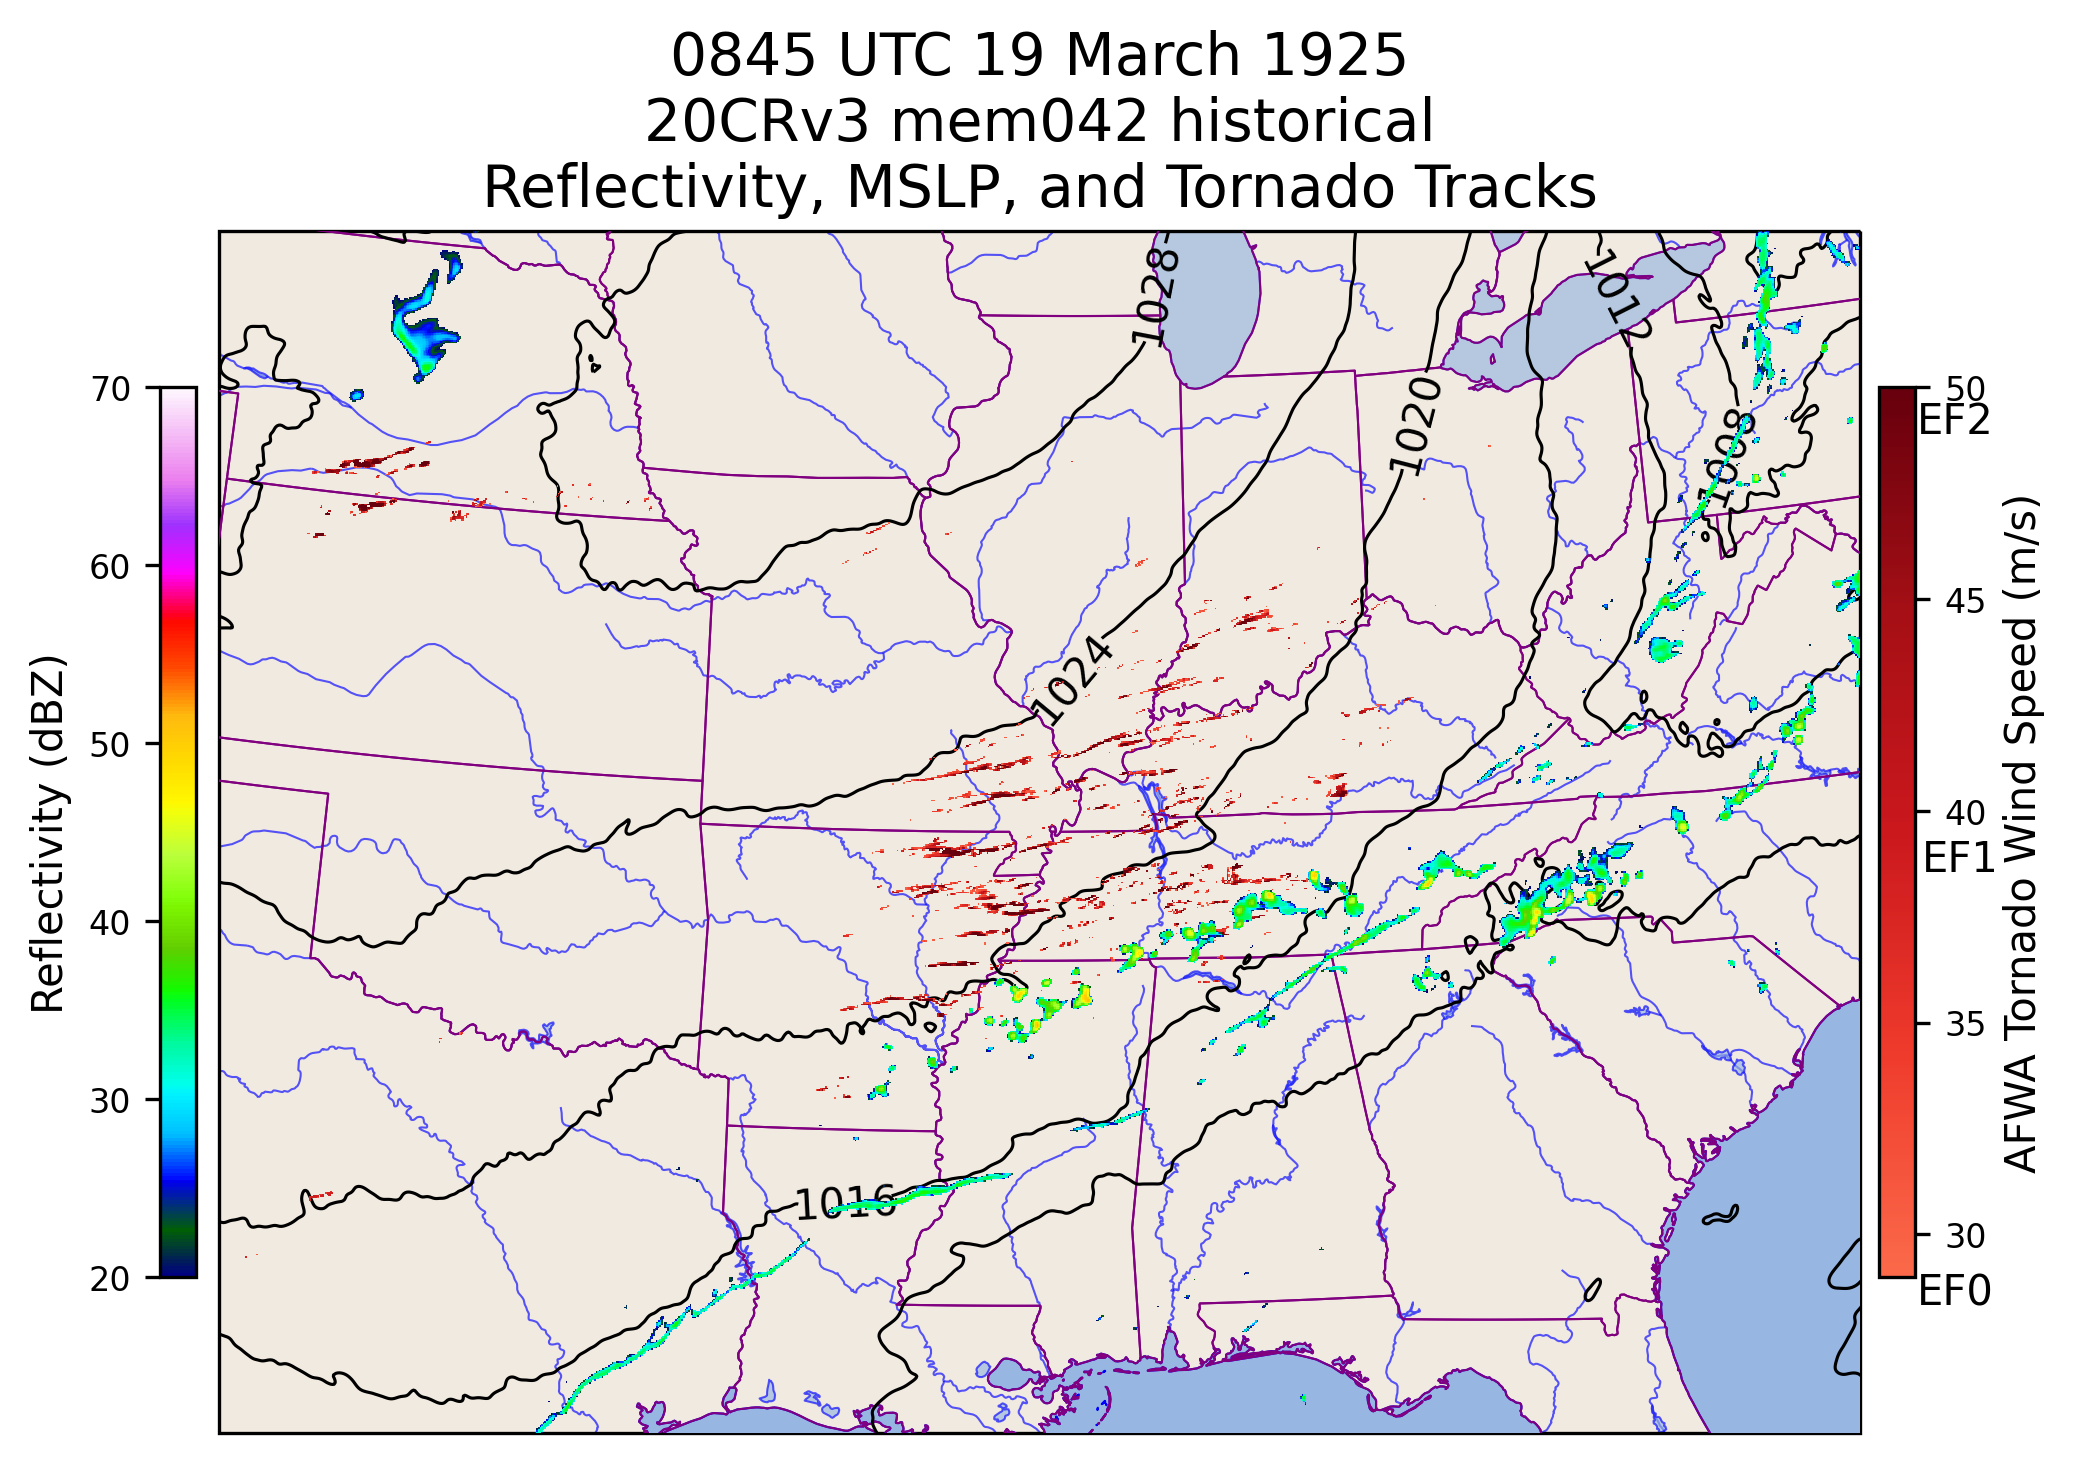 0845 UTC 19 March 1925
20CRv3 mem042 historical
Reflectivity, MSLP, and Tornado Tracks
1028
1012
1020
1008
1024
1016
70
60
50
40
30
20
Reflectivity (dBZ)
50
EF2
45
40
EF1
35
30
EF0
AFWA Tornado Wind Speed (m/s)